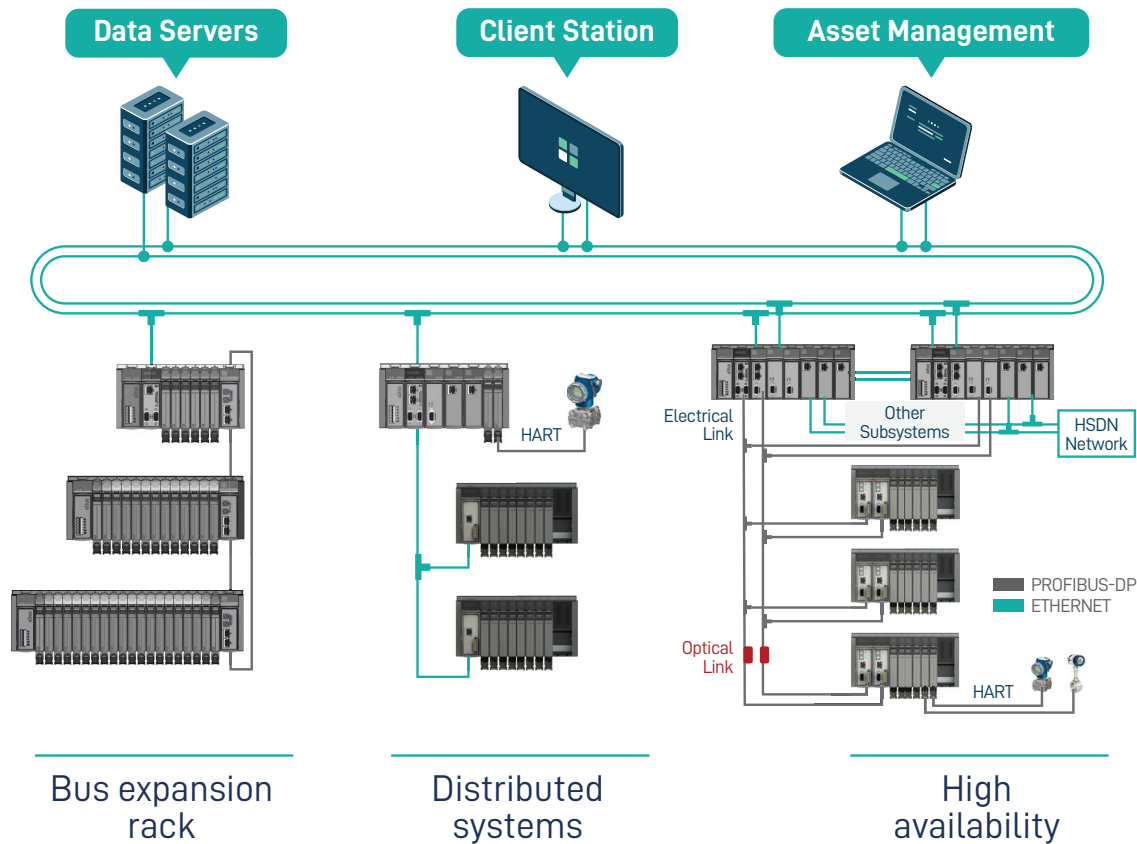 Data Servers
Client Station
Asset Management
Electrical
Link
Other
Subsystems
HSDN
Network
HART
PROFIBUS-DP
ETHERNET
Optical
Link
HART
Bus expansion
rack
Distributed
systems
High
availability